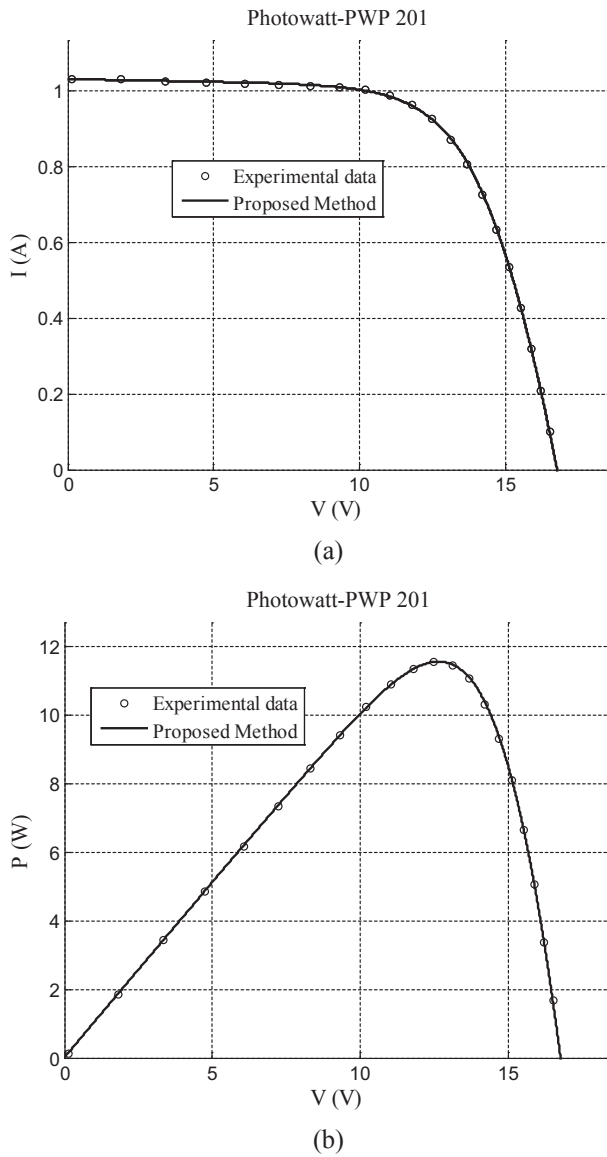 Photowatt-PWP 201
1
0.8
0.6
0.4
0.2
0
I (A)
Experimental data
Proposed Method
0 5 10 15
V (V)
(a)
Photowatt-PWP 201
12
10
8
6
4
2
0
P (W)
Experimental data
Proposed Method
0 5 10 15
V (V)
(b)